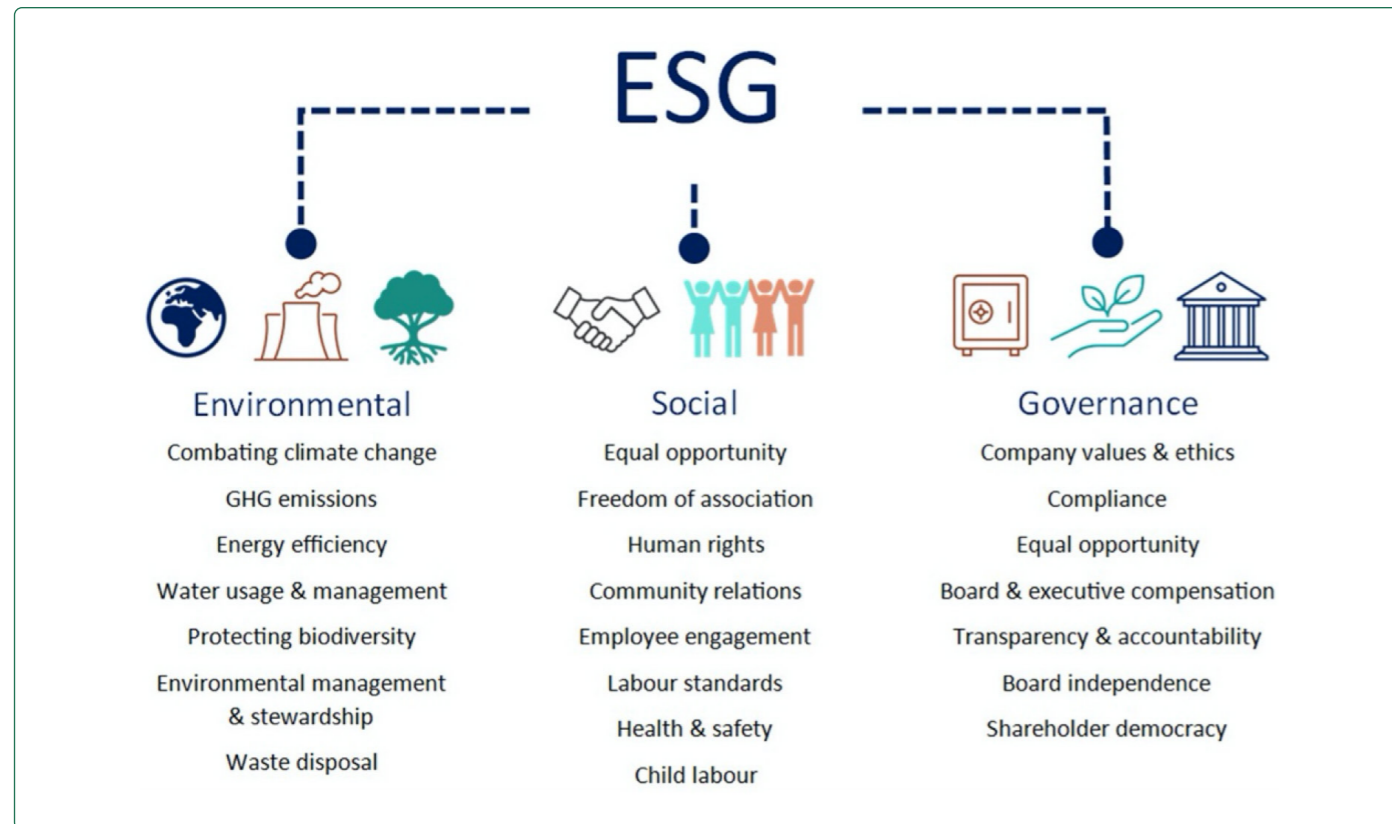 ESG
Environmental
Combating climate change
GHG emissions
Energy efficiency
Water usage & management
Protecting biodiversity
Environmental management
& stewardship
Waste disposal
Social
Equal opportunity
Freedom of association
Human rights
Community relations
Employee engagement
Labour standards
Health & safety
Child labour
Governance
Company values & ethics
Compliance
Equal opportunity
Board & executive compensation
Transparency & accountability
Board independence
Shareholder democracy